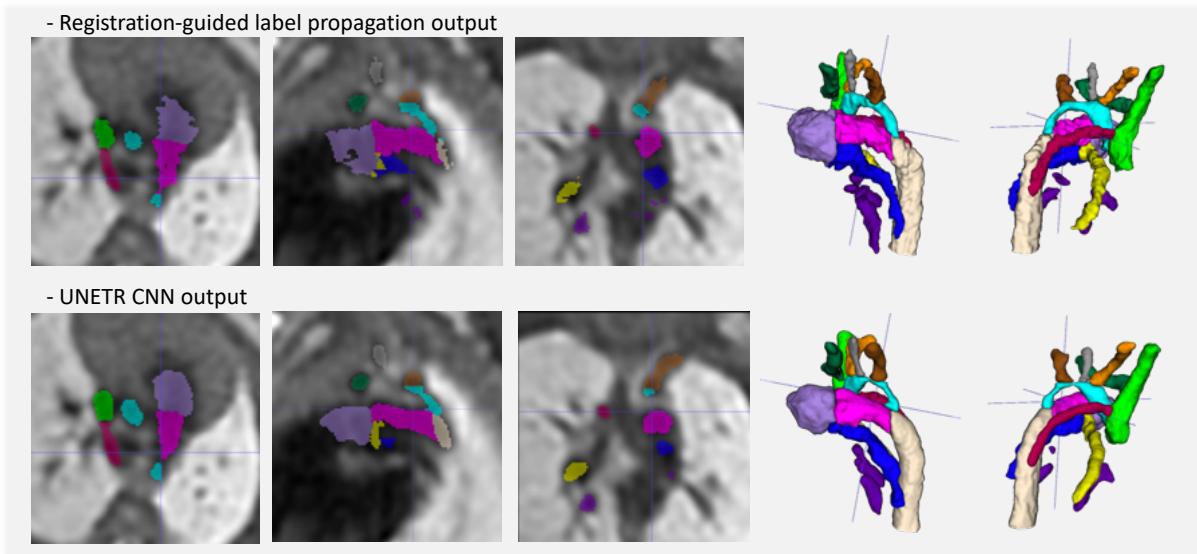 - Registration-guided label propagation output
- UNETR CNN output